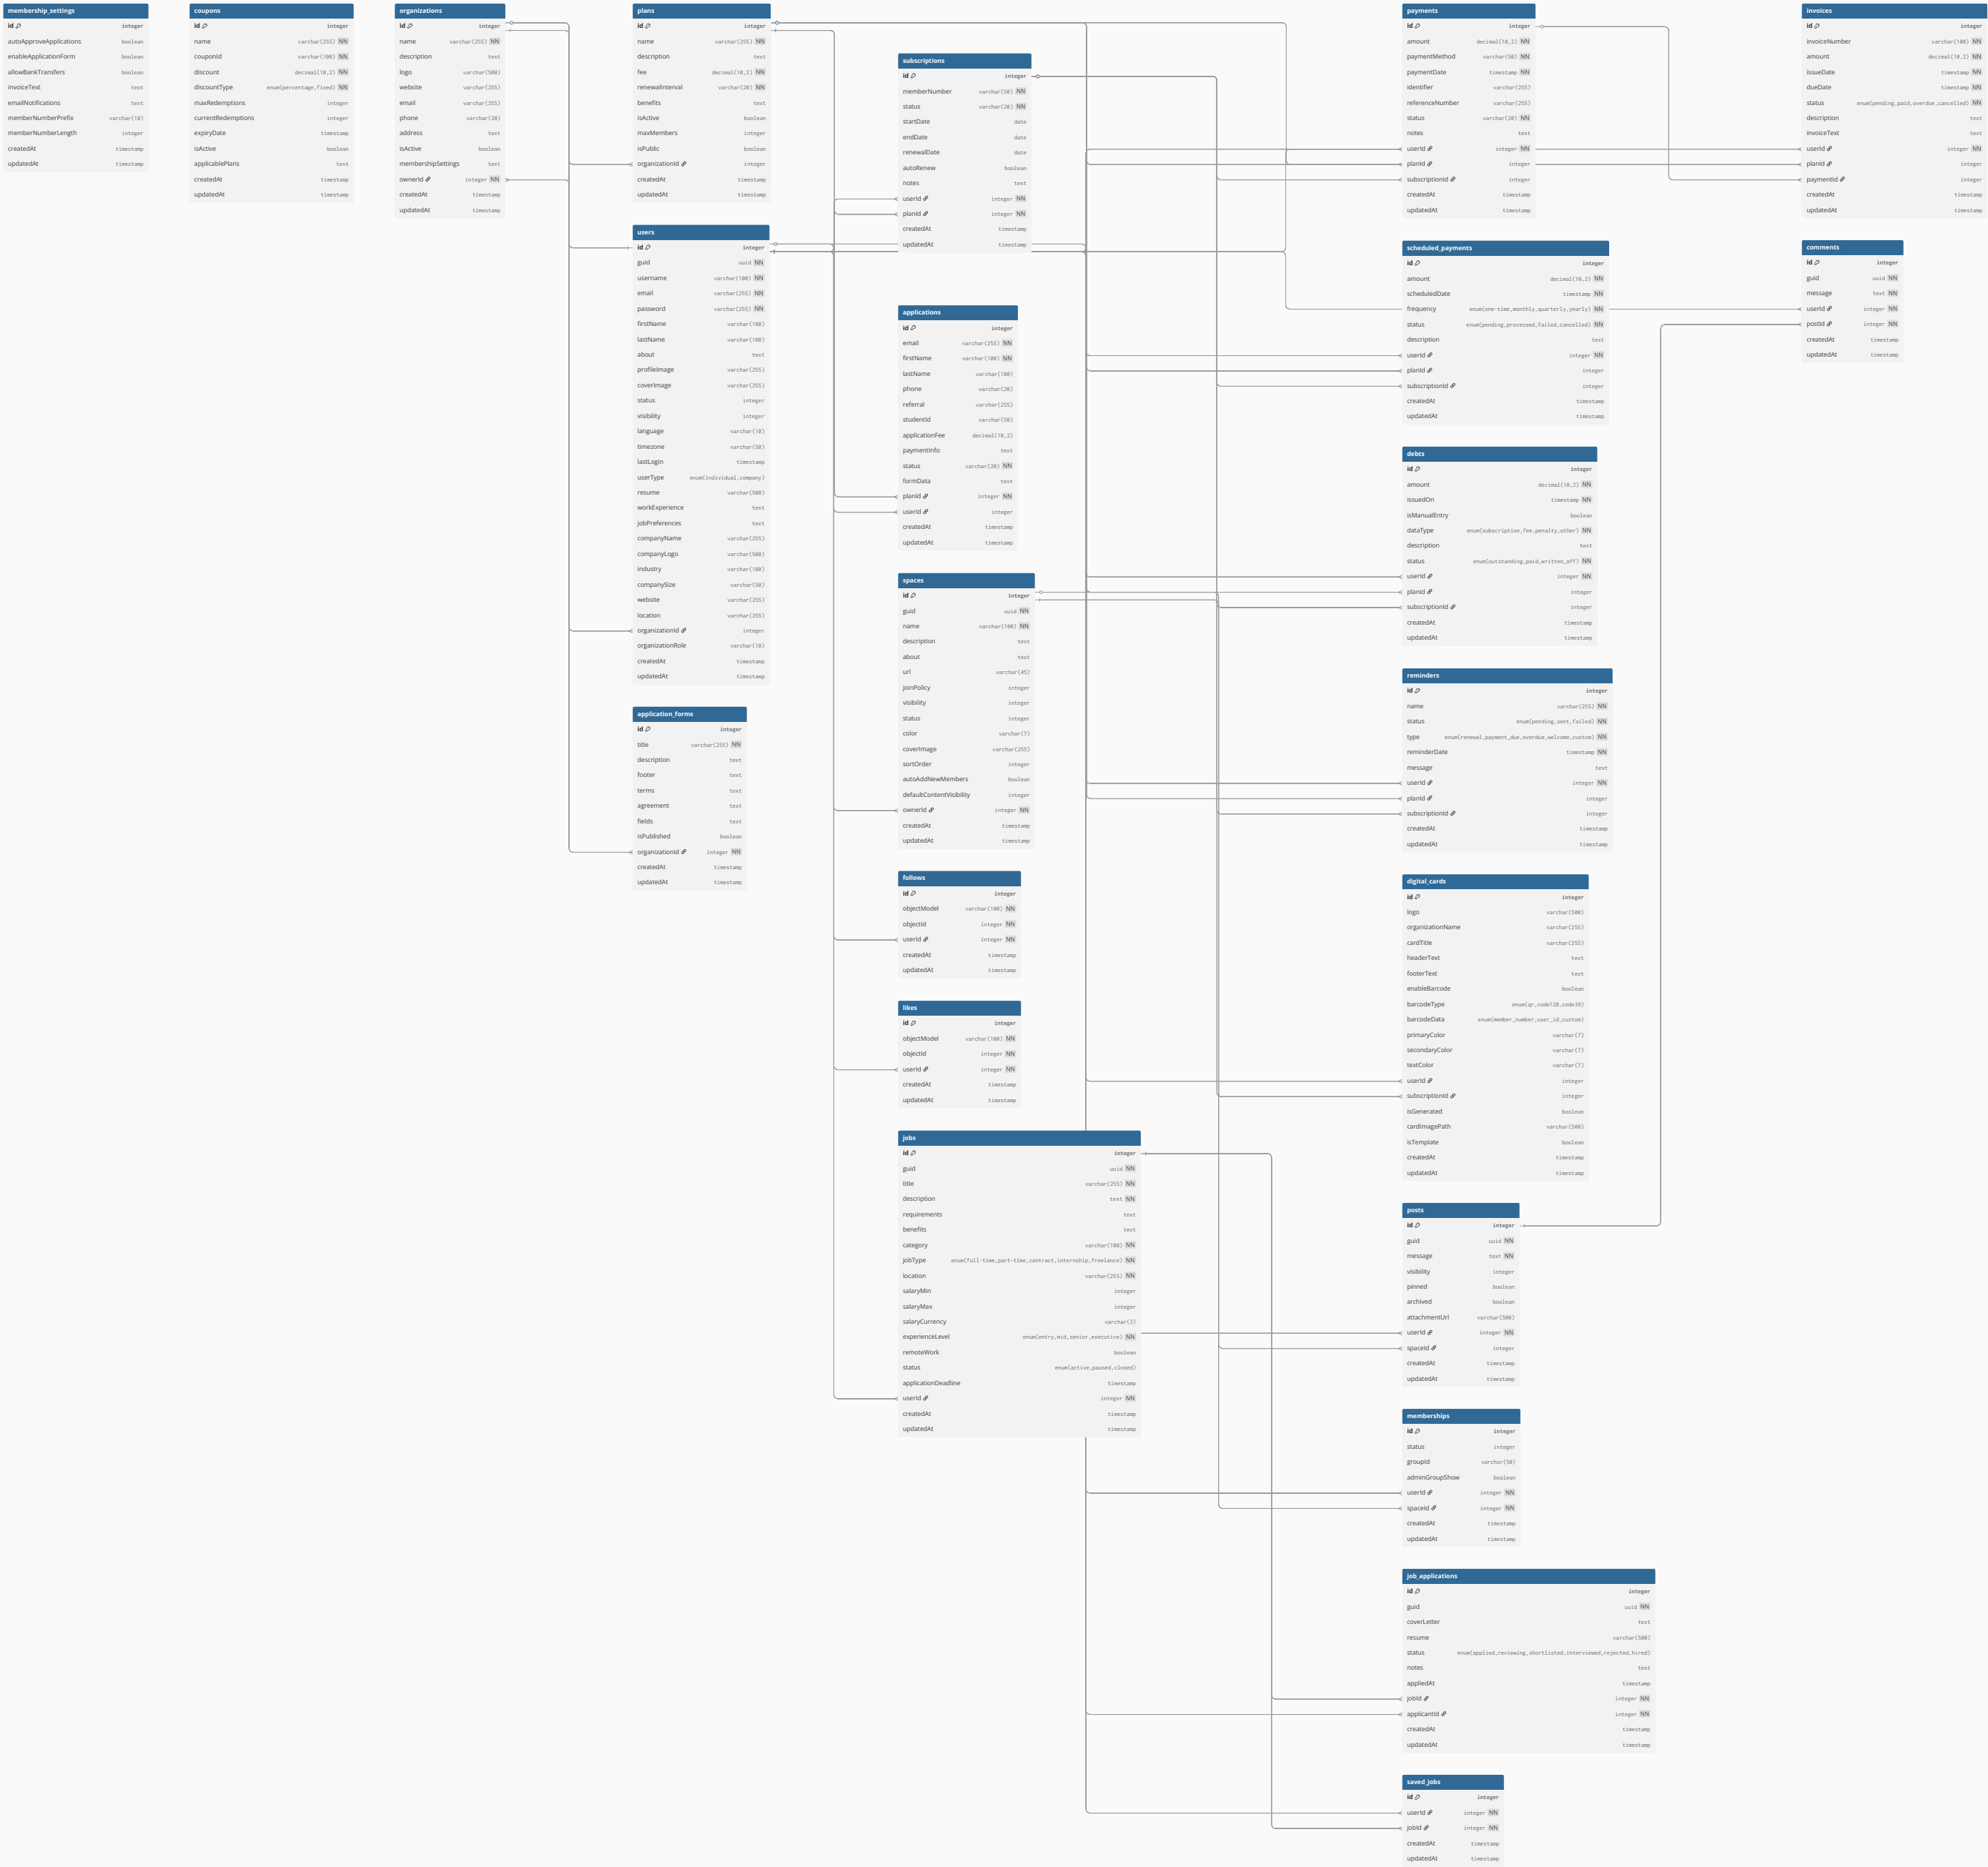 membership_settings
id integer
autoApproveApplications boolean
enableApplicationForm boolean
allowBankTransfers boolean
invoiceText text
emailNotifications text
memberNumberPrefix varchar(10)
memberNumberLength integer
createdAt timestamp
updatedAt timestamp
coupons
id integer
name varchar(255) NN
couponId varchar(100) NN
discount decimal(10,2) NN
discountType enum(percentage,fixed) NN
maxRedemptions integer
currentRedemptions integer
expiryDate timestamp
isActive boolean
applicablePlans text
createdAt timestamp
updatedAt timestamp
organizations
id integer
name varchar(255) NN
description text
logo varchar(500)
website varchar(255)
email varchar(255)
phone varchar(20)
address text
isActive boolean
membershipSettings text
ownerId integer NN
createdAt timestamp
updatedAt timestamp
plans
id integer
name varchar(255) NN
description text
fee decimal(10,2) NN
renewalInterval varchar(20) NN
benefits text
isActive boolean
maxMembers integer
isPublic boolean
organizationId integer
createdAt timestamp
updatedAt timestamp
users
id integer
guid uuid NN
username varchar(100) NN
email varchar(255) NN
password varchar(255) NN
firstName varchar(100)
lastName varchar(100)
about text
profileImage varchar(255)
coverImage varchar(255)
status integer
visibility integer
language varchar(10)
timezone varchar(50)
lastLogin timestamp
userType enum(individual,company)
resume varchar(500)
workExperience text
jobPreferences text
companyName varchar(255)
companyLogo varchar(500)
industry varchar(100)
companySize varchar(50)
website varchar(255)
location varchar(255)
organizationId integer
organizationRole varchar(10)
createdAt timestamp
updatedAt timestamp
application_forms
id integer
title varchar(255) NN
description text
footer text
terms text
agreement text
fields text
isPublished boolean
organizationId integer NN
createdAt timestamp
updatedAt timestamp
subscriptions
id integer
memberNumber varchar(50) NN
status varchar(20) NN
startDate date
endDate date
renewalDate date
autoRenew boolean
notes text
userId integer NN
planId integer NN
createdAt timestamp
updatedAt timestamp
applications
id integer
email varchar(255) NN
firstName varchar(100) NN
lastName varchar(100)
phone varchar(20)
referral varchar(255)
studentId varchar(50)
applicationFee decimal(10,2)
paymentInfo text
status varchar(20) NN
formData text
planId integer NN
userId integer
createdAt timestamp
updatedAt timestamp
spaces
id integer
guid uuid NN
name varchar(100) NN
description text
about text
url varchar(45)
joinPolicy integer
visibility integer
status integer
color varchar(7)
coverImage varchar(255)
sortOrder integer
autoAddNewMembers boolean
defaultContentVisibility integer
ownerId integer NN
createdAt timestamp
updatedAt timestamp
follows
id integer
objectModel varchar(100) NN
objectId integer NN
userId integer NN
createdAt timestamp
updatedAt timestamp
likes
id integer
objectModel varchar(100) NN
objectId integer NN
userId integer NN
createdAt timestamp
updatedAt timestamp
jobs
id integer
guid uuid NN
title varchar(255) NN
description text NN
requirements text
benefits text
category varchar(100) NN
jobType enum(full-time,part-time,contract,internship,freelance) NN
location varchar(255) NN
salaryMin integer
salaryMax integer
salaryCurrency varchar(3)
experienceLevel enum(entry,mid,senior,executive) NN
remoteWork boolean
status enum(active,paused,closed)
applicationDeadline timestamp
userId integer NN
createdAt timestamp
updatedAt timestamp
payments
id integer
amount decimal(10,2) NN
paymentMethod varchar(50) NN
paymentDate timestamp NN
identifier varchar(255)
referenceNumber varchar(255)
status varchar(20) NN
notes text
userId integer NN
planId integer
subscriptionId integer
createdAt timestamp
updatedAt timestamp
scheduled_payments
id integer
amount decimal(10,2) NN
scheduledDate timestamp NN
frequency enum(one-time,monthly,quarterly,yearly) NN
status enum(pending,processed,failed,cancelled) NN
description text
userId integer NN
planId integer
subscriptionId integer
createdAt timestamp
updatedAt timestamp
debts
id integer
amount decimal(10,2) NN
issuedOn timestamp NN
isManualEntry boolean
dataType enum(subscription,fee,penalty,other) NN
description text
status enum(outstanding,paid,written_off) NN
userId integer NN
planId integer
subscriptionId integer
createdAt timestamp
updatedAt timestamp
reminders
id integer
name varchar(255) NN
status enum(pending,sent,failed) NN
type enum(renewal,payment_due,overdue,welcome,custom) NN
reminderDate timestamp NN
message text
userId integer NN
planId integer
subscriptionId integer
createdAt timestamp
updatedAt timestamp
digital_cards
id integer
logo varchar(500)
organizationName varchar(255)
cardTitle varchar(255)
headerText text
footerText text
enableBarcode boolean
barcodeType enum(qr,code128,code39)
barcodeData enum(member_number,user_id,custom)
primaryColor varchar(7)
secondaryColor varchar(7)
textColor varchar(7)
userId integer
subscriptionId integer
isGenerated boolean
cardImagePath varchar(500)
isTemplate boolean
createdAt timestamp
updatedAt timestamp
posts
id integer
guid uuid NN
message text NN
visibility integer
pinned boolean
archived boolean
attachmentUrl varchar(500)
userId integer NN
spaceId integer
createdAt timestamp
updatedAt timestamp
memberships
id integer
status integer
groupId varchar(50)
adminGroupShow boolean
userId integer NN
spaceId integer NN
createdAt timestamp
updatedAt timestamp
job_applications
id integer
guid uuid NN
coverLetter text
resume varchar(500)
status enum(applied,reviewing,shortlisted,interviewed,rejected,hired)
notes text
appliedAt timestamp
jobId integer NN
applicantId integer NN
createdAt timestamp
updatedAt timestamp
saved_jobs
id integer
userId integer NN
jobId integer NN
createdAt timestamp
updatedAt timestamp
invoices
id integer
invoiceNumber varchar(100) NN
amount decimal(10,2) NN
issueDate timestamp NN
dueDate timestamp NN
status enum(pending,paid,overdue,cancelled) NN
description text
invoiceText text
userId integer NN
planId integer
paymentId integer
createdAt timestamp
updatedAt timestamp
comments
id integer
guid uuid NN
message text NN
userId integer NN
postId integer NN
createdAt timestamp
updatedAt timestamp